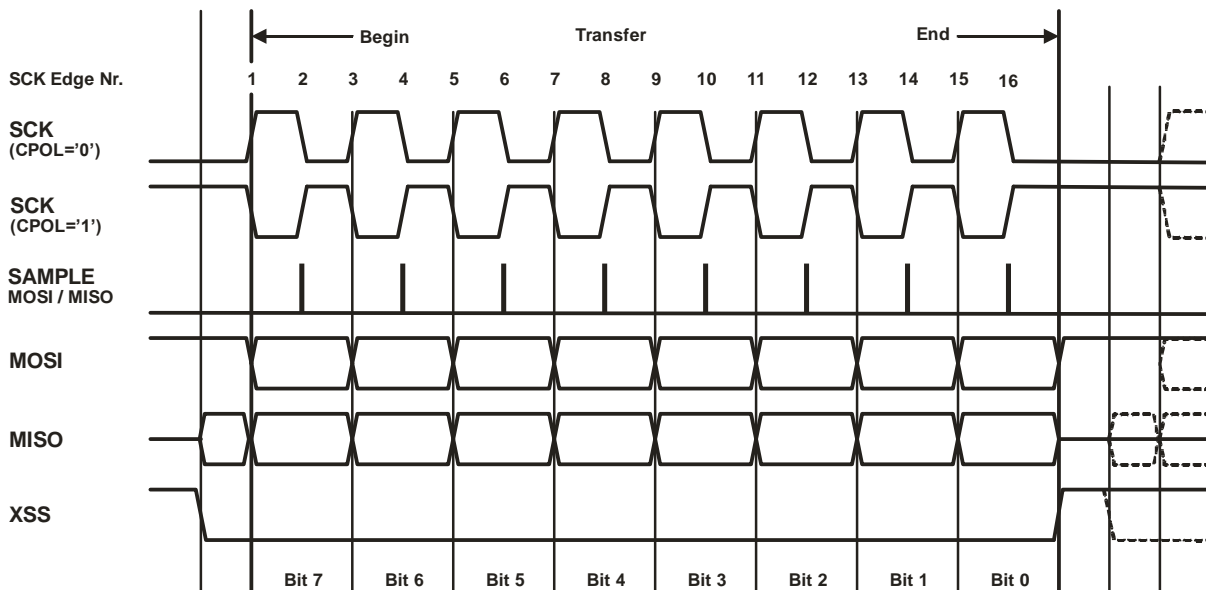 Begin Transfer End
SCK Edge Nr. 1 2 3 4 5 6 7 8 9 10 11 12 13 14 15 16
SCK
(CPOL='0')
SCK
(CPOL='1')
SAMPLE
MOSI / MISO
MOSI
MISO
XSS
Bit 7 Bit 6 Bit 5 Bit 4 Bit 3 Bit 2 Bit 1 Bit 0